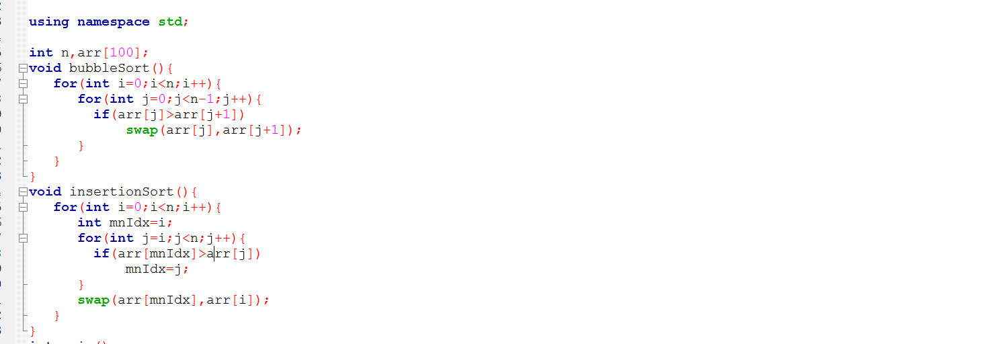 using namespace std;
int n,arr[100];
void bubbleSort(){
for(int i=0;i<n;i++){
for(int j=0;j<n-1;j++){
if(arr[j]>arr[j+1])
swap(arr[j],arr[j+1]);
}
}
}
void insertionSort(){
for(int i=0;i<n;i++){
int mnIdx=i;
for(int j=i;j<n;j++){
if(arr[mnIdx]>arr[j])
mnIdx=j;
}
swap(arr[mnIdx],arr[i]);
}
}